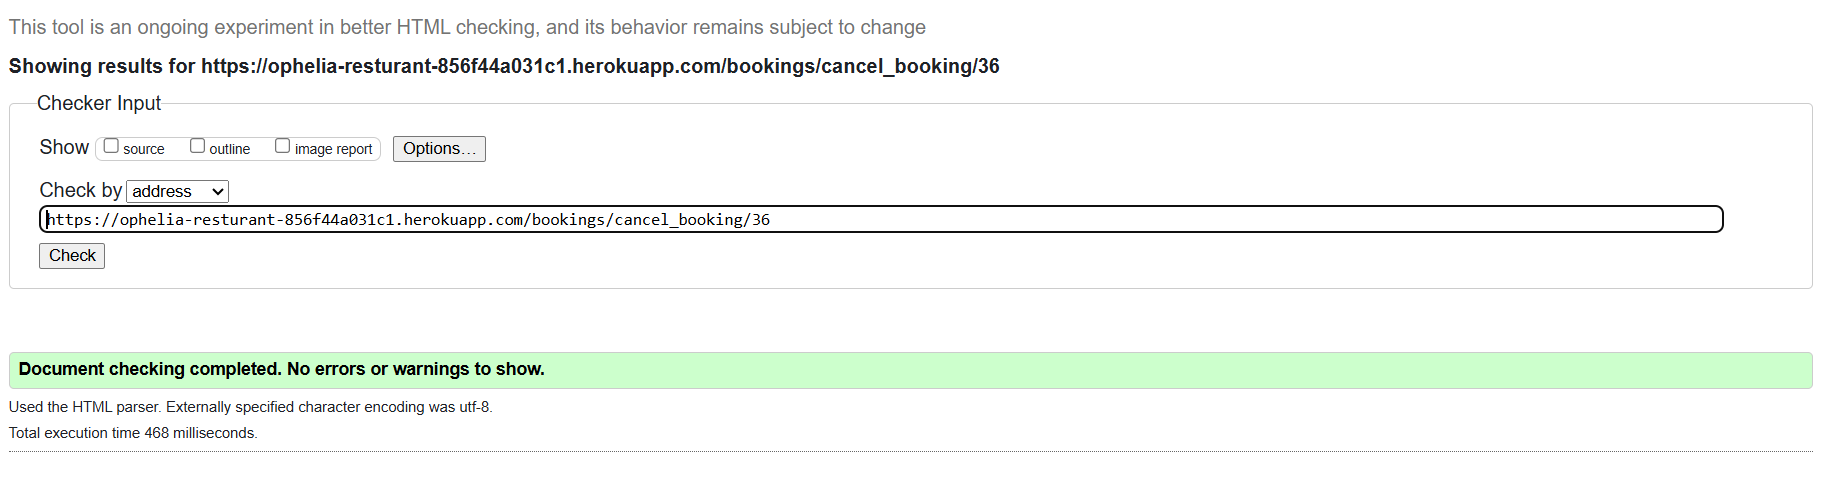 This tool is an ongoing experiment in better HTML checking, and its behavior remains subject to change
Showing results for https://ophelia-resturant-856f44a031c1.herokuapp.com/bookings/cancel_booking/36
Checker Input
Show source outline image report Options...
Check by address
https://ophelia-resturant-856f44a031c1.herokuapp.com/bookings/cancel_booking/36
Check
Document checking completed. No errors or warnings to show.
Used the HTML parser. Externally specified character encoding was utf-8.
Total execution time 468 milliseconds.